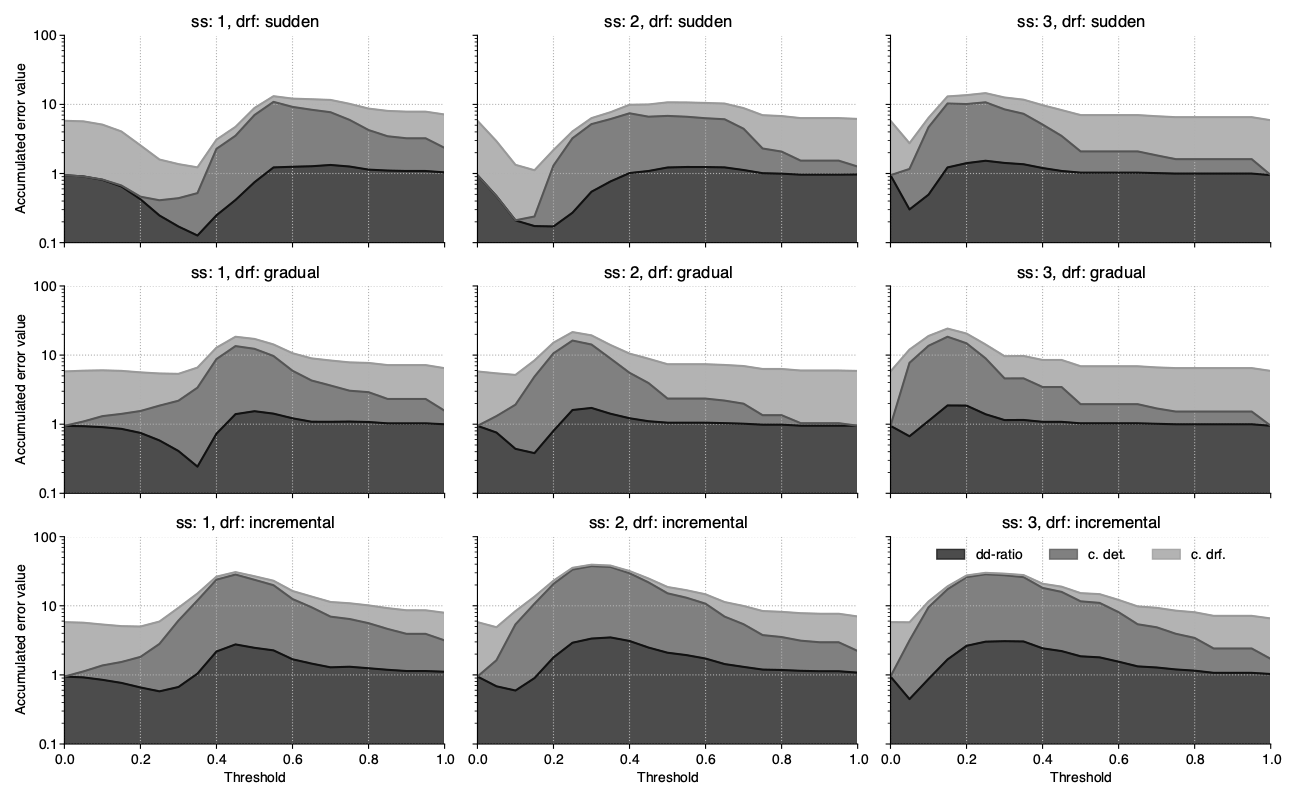 ss: 1, drf: sudden
ss: 2, drf: sudden
ss: 3, drf: sudden
Accumulated error value
100
10
1
0.1
ss: 1, drf: gradual
ss: 2, drf: gradual
ss: 3, drf: gradual
Accumulated error value
100
10
1
0.1
ss: 1, drf: incremental
ss: 2, drf: incremental
ss: 3, drf: incremental
dd-ratio c. det. c. drf.
Accumulated error value
100
10
1
0.1
0.0 0.2 0.4 0.6 0.8 1.0
0.0 0.2 0.4 0.6 0.8 1.0
0.0 0.2 0.4 0.6 0.8 1.0
Threshold
Threshold
Threshold